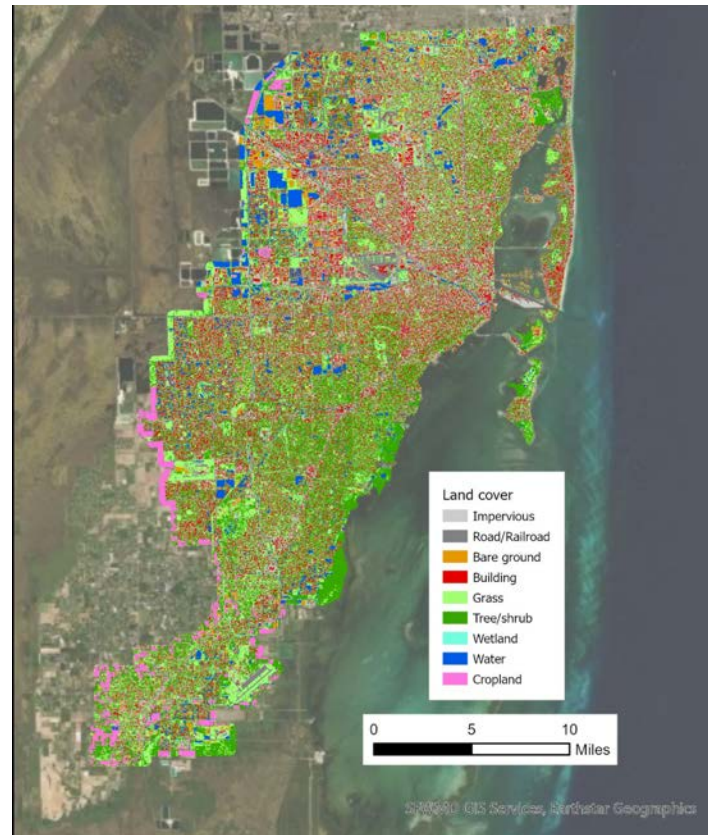 Land cover
Impervious
Road/Railroad
Bare ground
Building
Grass
Tree/shrub
Wetland
Water
Cropland
0 5 10
Miles
GIS Services, Earthstar Geographics